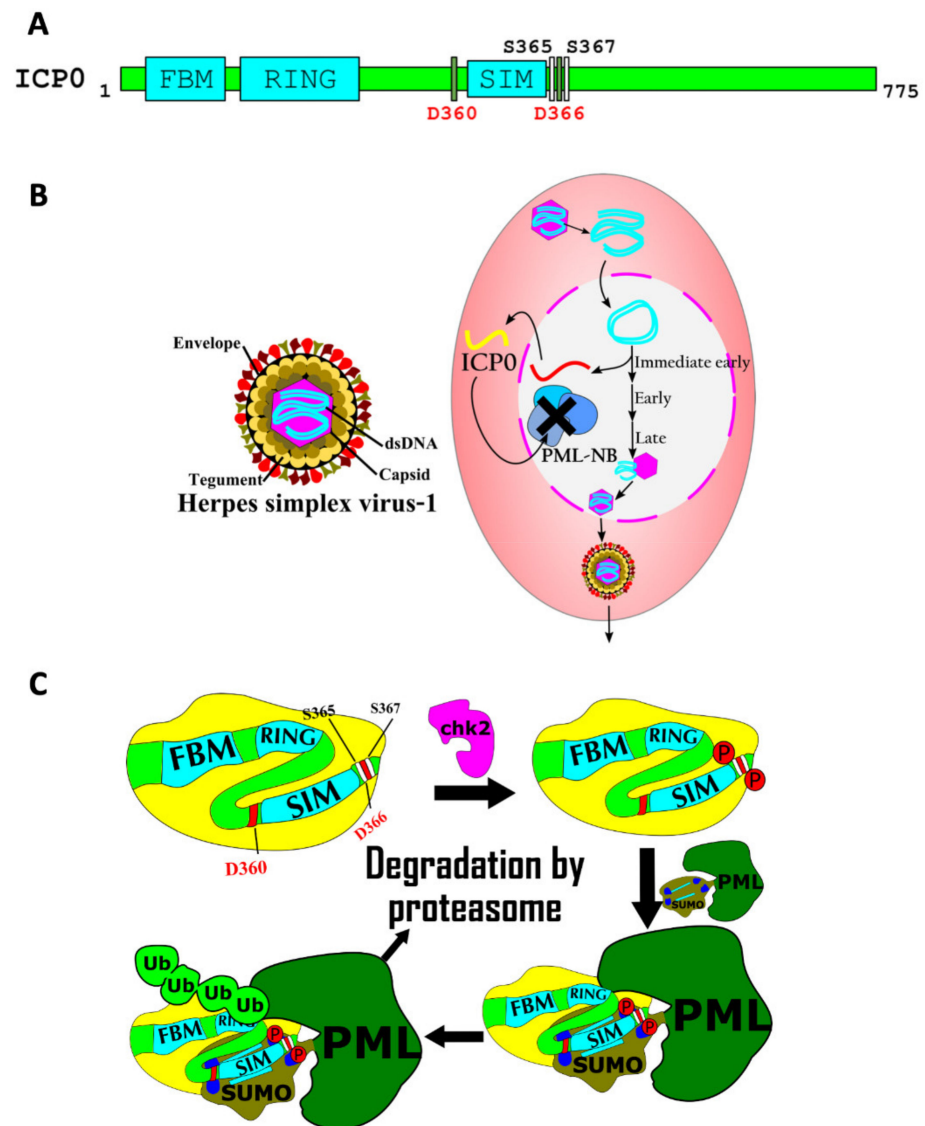 A
S365 S367
ICP0 1 FBM RING SIM 775
D360 D366
B
Envelope
ICP0
Immediate early
Early
Late
dsDNA
PML-NB
Tegument
Capsid
Herpes simplex virus-1
C
S365
S367
FBM RING SIM
D366
D360
chk2
FBM RING SIM
P
P
Degradation by
proteasome
SUMO PML
Ub
Ub
Ub
Ub
FBM RING SIM
P
P
SUMO PML
FBM RING SIM
P
P
SUMO PML